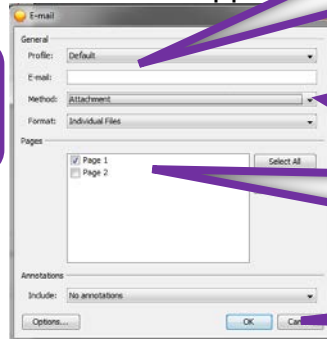 E-mail
General
Profile: Default
E-mail:
Method: Attachment
Format: Individual Files
Pages
Page 1
Page 2
Select All
Annotations
Include: No annotations
Options...
OK